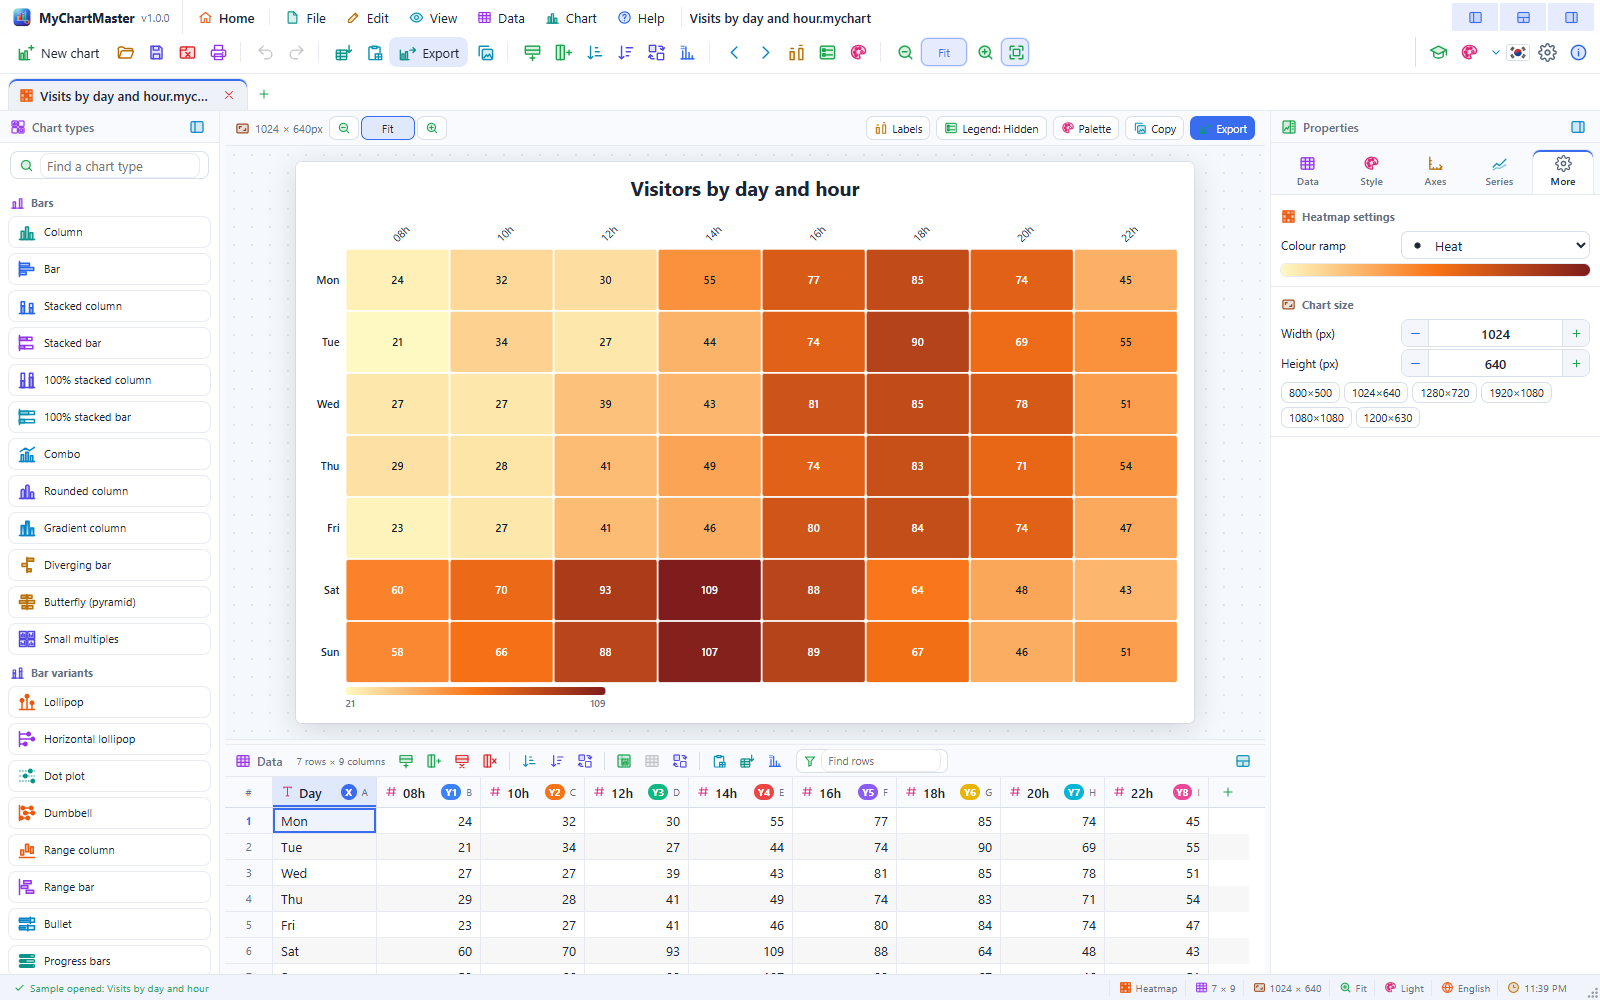 MyChartMaster v1.0.0 Home File Edit View Data Chart Help Visits by day and hour.mychart
New chart Export Fit
Visits by day and hour.myc...
Chart types
Find a chart type
Bars
Column
Bar
Stacked column
Stacked bar
100% stacked column
100% stacked bar
Combo
Rounded column
Gradient column
Diverging bar
Butterfly (pyramid)
Small multiples
Bar variants
Lollipop
Horizontal lollipop
Dot plot
Dumbbell
Range column
Range bar
Bullet
Progress bars
1024 × 640px Fit Labels Legend: Hidden Palette Copy Export
Visitors by day and hour
08h 10h 12h 14h 16h 18h 20h 22h
Mon 24 32 30 55 77 85 74 45
Tue 21 34 27 44 74 90 69 55
Wed 27 27 39 43 81 85 78 51
Thu 29 28 41 49 74 83 71 54
Fri 23 27 41 46 80 84 74 47
Sat 60 70 93 109 88 64 48 43
Sun 58 66 88 107 89 67 46 51
21 109
Data 7 rows × 9 columns Find rows
# Day X A 08h Y1 B 10h Y2 C 12h Y3 D 14h Y4 E 16h Y5 F 18h Y6 G 20h Y7 H 22h Y8 I
1 Mon 24 32 30 55 77 85 74 45
2 Tue 21 34 27 44 74 90 69 55
3 Wed 27 27 39 43 81 85 78 51
4 Thu 29 28 41 49 74 83 71 54
5 Fri 23 27 41 46 80 84 74 47
6 Sat 60 70 93 109 88 64 48 43
Properties
Data Style Axes Series More
Heatmap settings
Colour ramp Heat
Chart size
Width (px) 1024
Height (px) 640
800×500 1024×640 1280×720 1920×1080
1080×1080 1200×630
Sample opened: Visits by day and hour Heatmap 7 × 9 1024 × 640 Fit Light English 11:39 PM